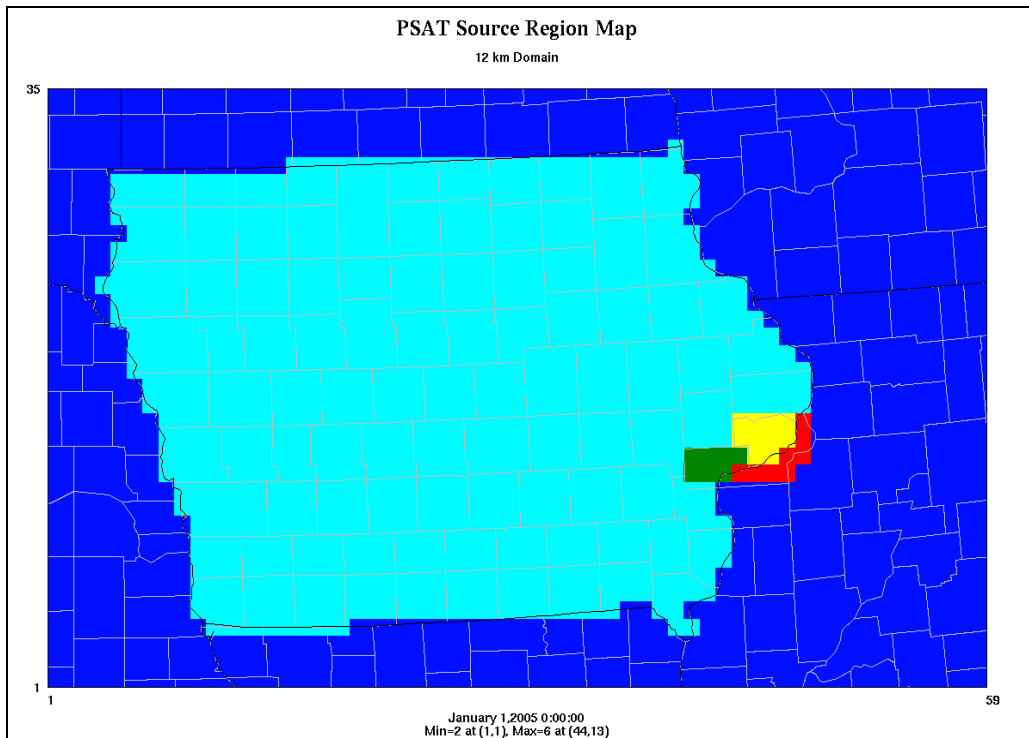 PSAT Source Region Map
12 km Domain
35
1
1
59
January 1,2005 0:00:00
Min=2 at (1,1), Max=6 at (44,13)